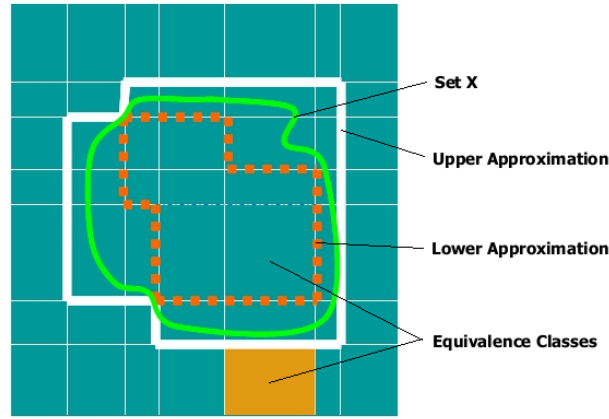 Set X
Upper Approximation
Lower Approximation
Equivalence Classes